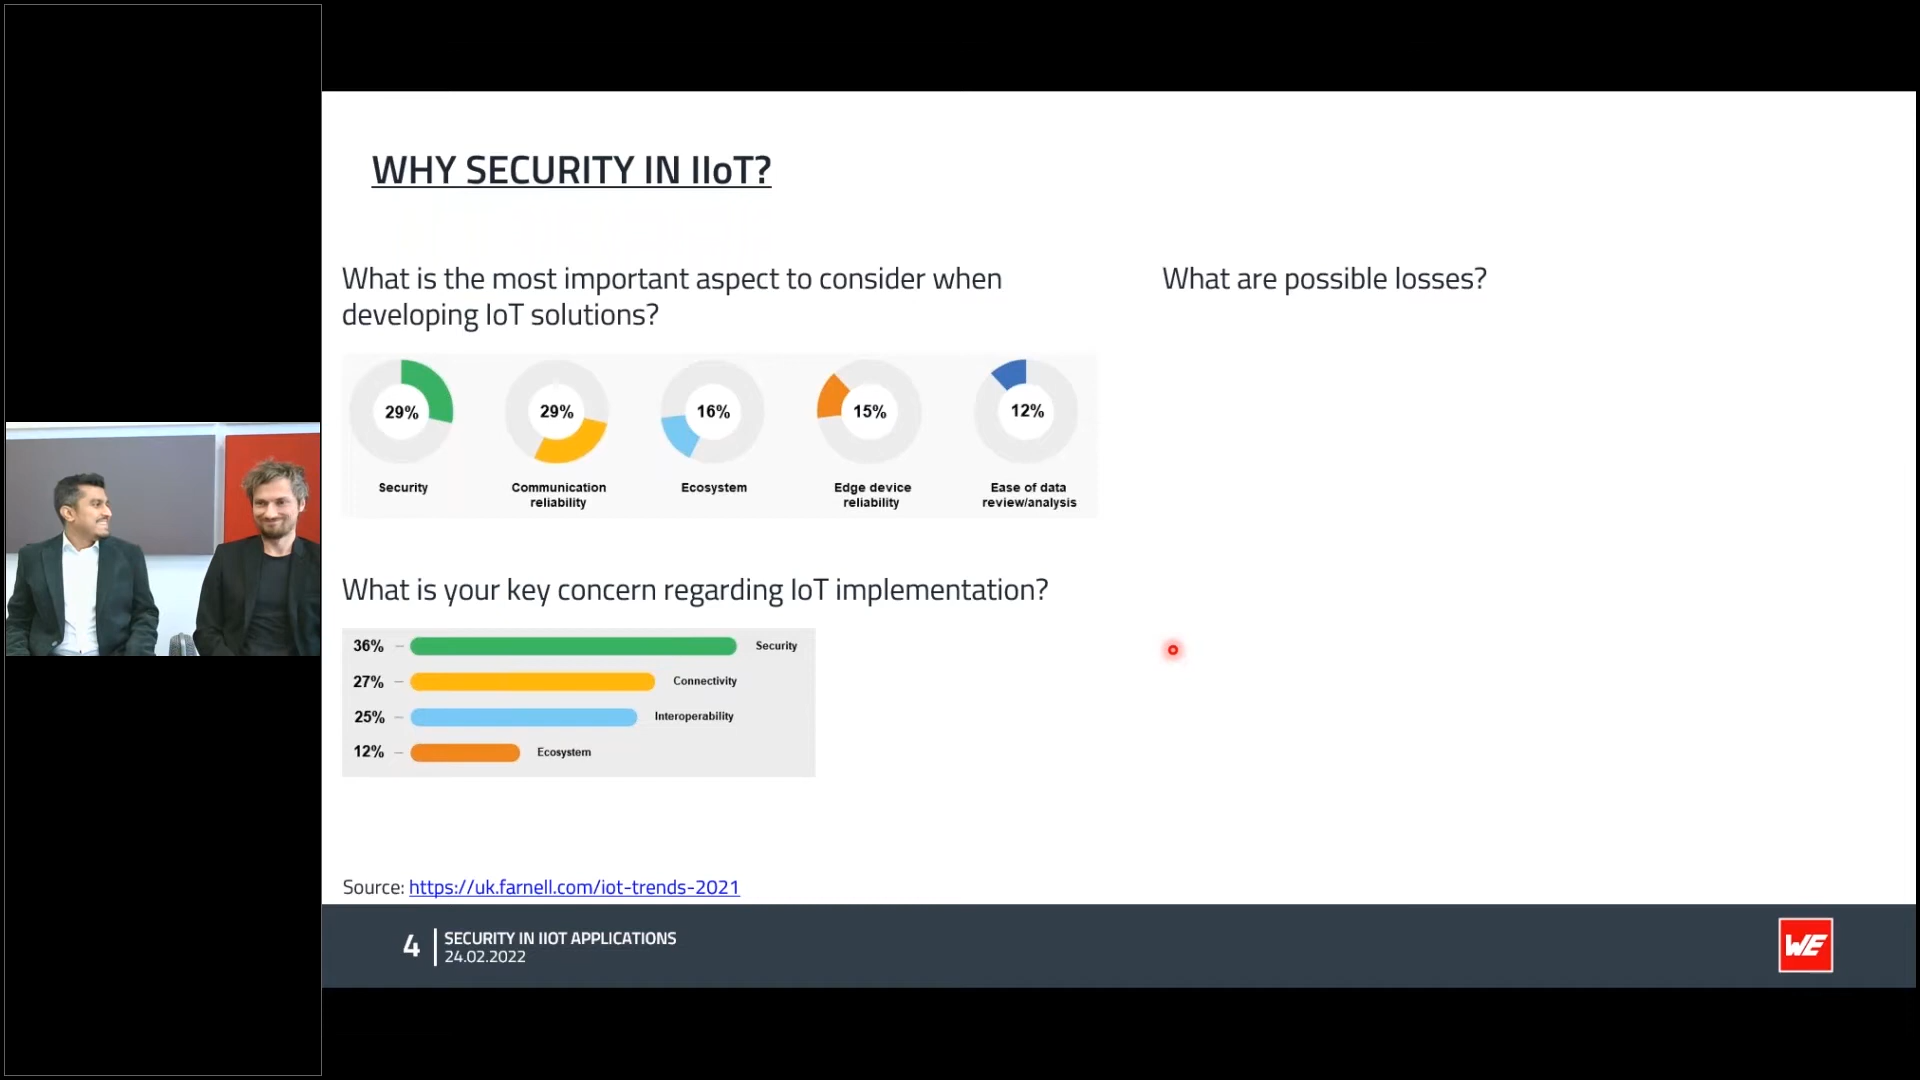 WHY SECURITY IN IIoT?
What is the most important aspect to consider when
developing IoT solutions?
29%
29%
16%
15%
12%
Security
Communication
reliability
Ecosystem
Edge device
reliability
Ease of data
review/analysis
What is your key concern regarding IoT implementation?
36%
Security
27%
Connectivity
25%
Interoperability
12%
Ecosystem
What are possible losses?
Source: https://uk.farnell.com/iot-trends-2021
4
SECURITY IN IIOT APPLICATIONS
24.02.2022
WE